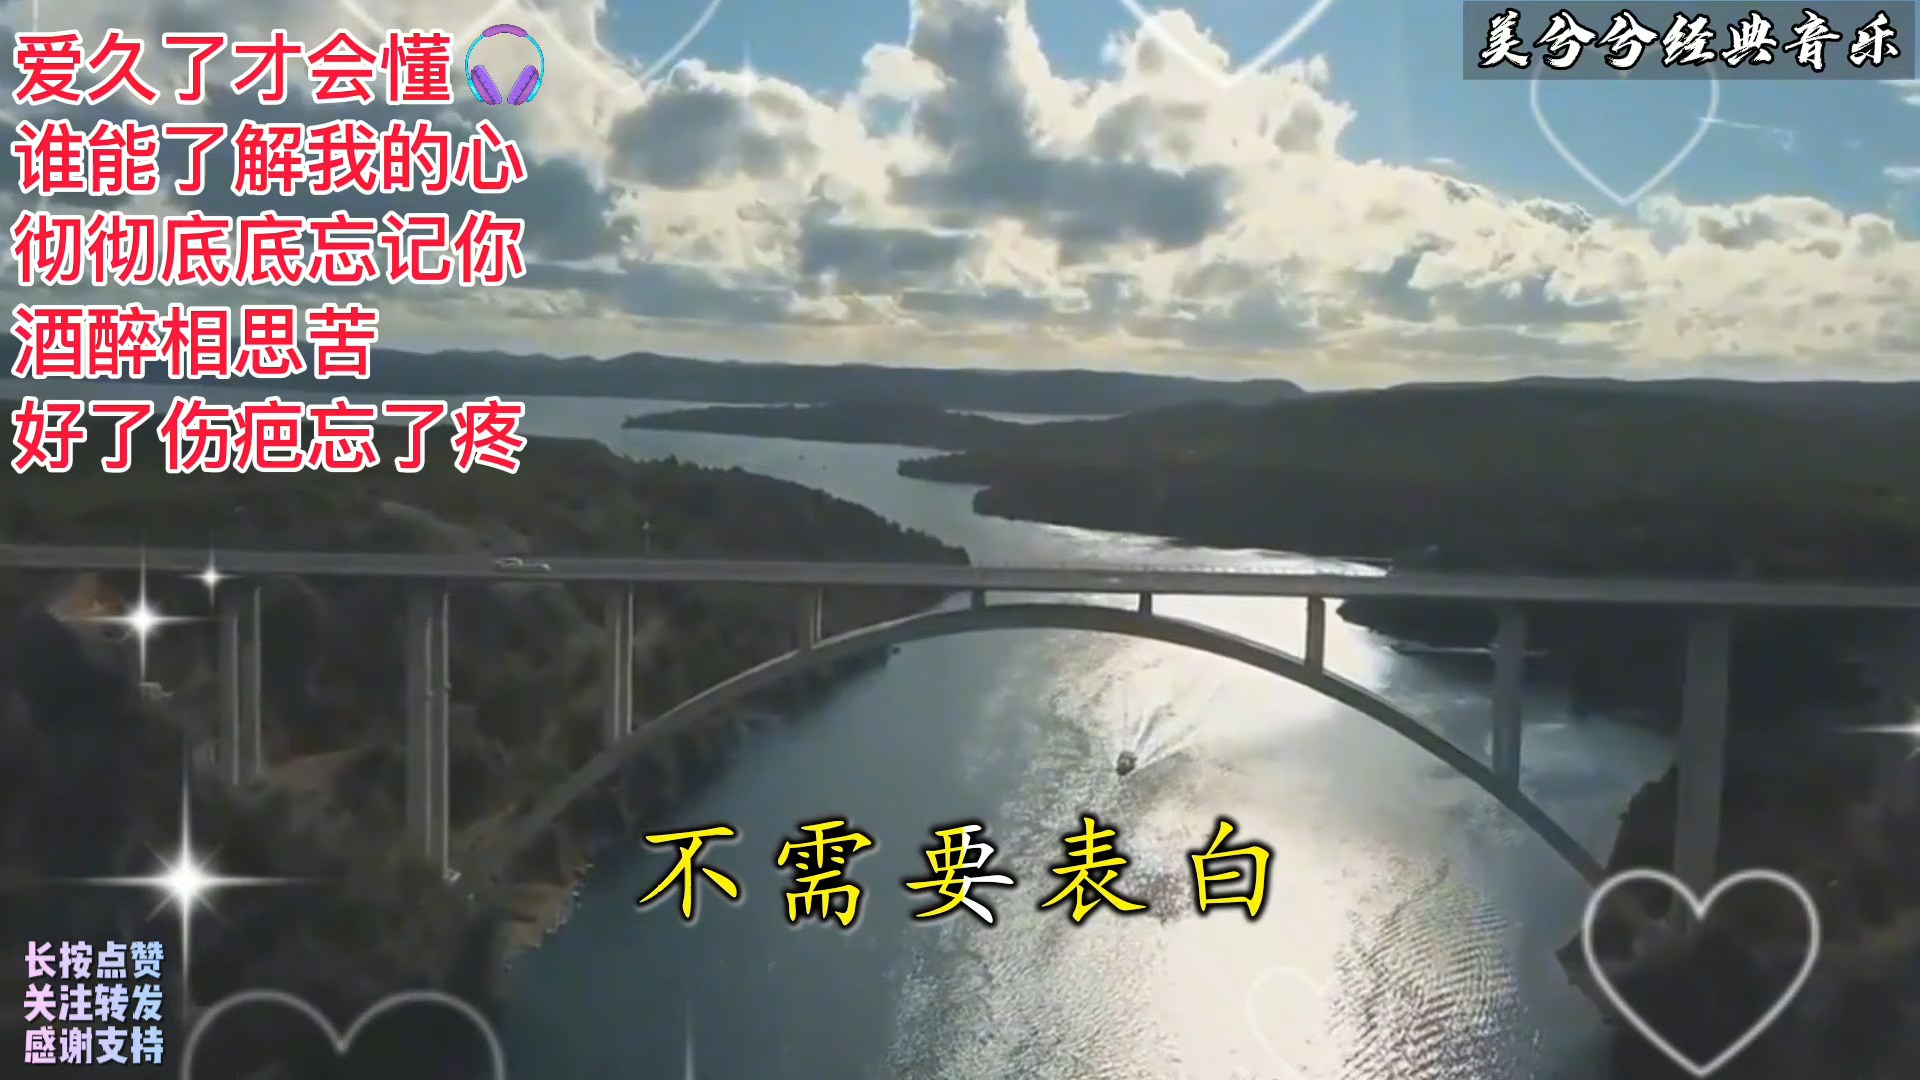 爱久了才会懂
谁能了解我的心
彻彻底底忘记你
酒醉相思苦
好了伤疤忘了疼
美兮兮经典音乐
不需要表白
长按点赞
关注转发
感谢支持